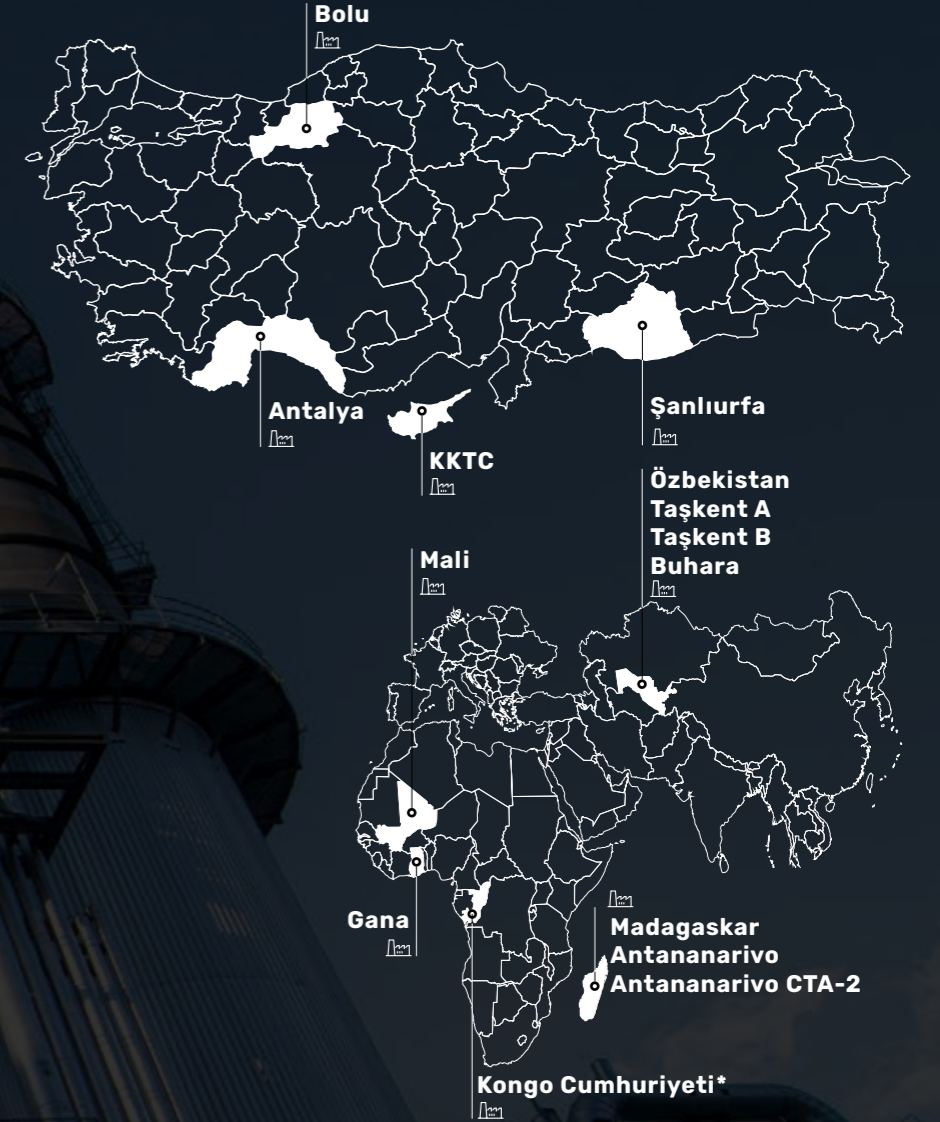 Bolu
Antalya
KKTC
Şanlıurfa
Özbekistan
Taşkent A
Taşkent B
Buhara
Mali
Gana
Madagaskar
Antananarivo
Antananarivo CTA-2
Kongo Cumhuriyeti*